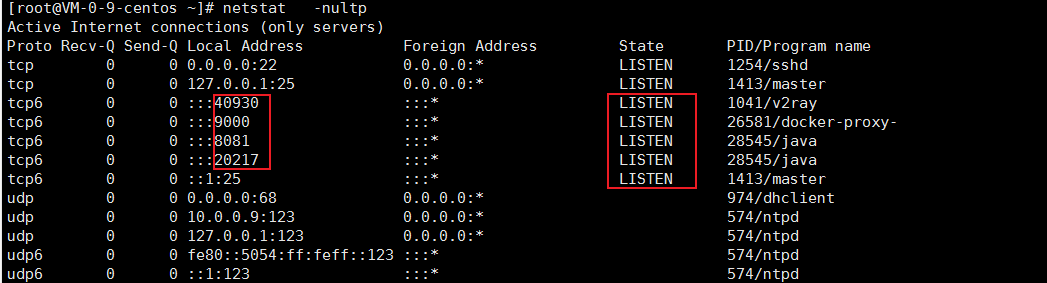 [root@VM-0-9-centos ~]# netstat   -nultp
Active Internet connections (only servers)
Proto Recv-Q Send-Q Local Address           Foreign Address         State       PID/Program name
tcp        0      0 0.0.0.0:22              0.0.0.0:*               LISTEN      1254/sshd
tcp        0      0 127.0.0.1:25            0.0.0.0:*               LISTEN      1413/master
tcp6       0      0 :::40930                :::*                    LISTEN      1041/v2ray
tcp6       0      0 :::9000                 :::*                    LISTEN      26581/docker-proxy-
tcp6       0      0 :::8081                 :::*                    LISTEN      28545/java
tcp6       0      0 :::20217                :::*                    LISTEN      28545/java
tcp6       0      0 ::1:25                  :::*                    LISTEN      1413/master
udp        0      0 0.0.0.0:68              0.0.0.0:*                           974/dhclient
udp        0      0 10.0.0.9:123            0.0.0.0:*                           574/ntpd
udp        0      0 127.0.0.1:123           0.0.0.0:*                           574/ntpd
udp6       0      0 fe80::5054:ff:feff::123 :::*                                574/ntpd
udp6       0      0 ::1:123                 :::*                                574/ntpd